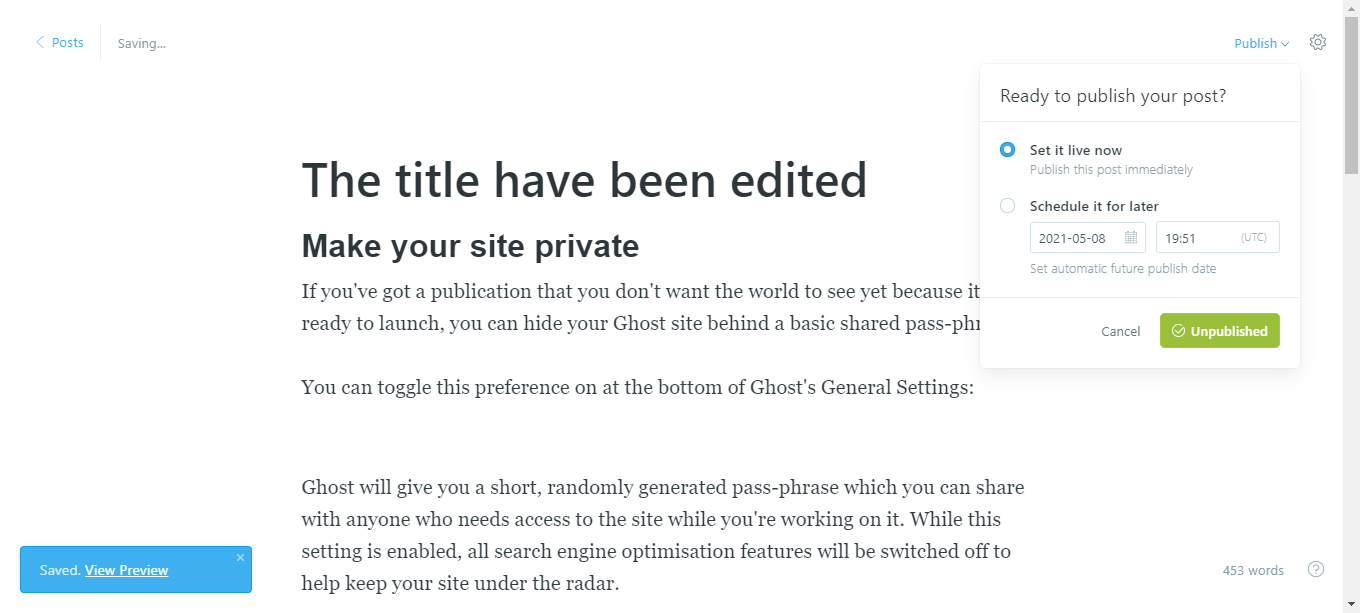 Posts
Saving...
Publish
Ready to publish your post?
Set it live now
Publish this post immediately
Schedule it for later
2021-05-08
19:51
(UTC)
Set automatic future publish date
Cancel
Unpublished
The title have been edited
Make your site private
If you've got a publication that you don't want the world to see yet because it
ready to launch, you can hide your Ghost site behind a basic shared
You can toggle this preference on at the bottom of Ghost's General Settings:
Ghost will give you a short, randomly generated pass-phrase which you can share
with anyone who needs access to the site while you're working on it. While this
setting is enabled, all search engine optimisation features will be switched off to
help keep your site under the radar.
Saved. View Preview
453 words